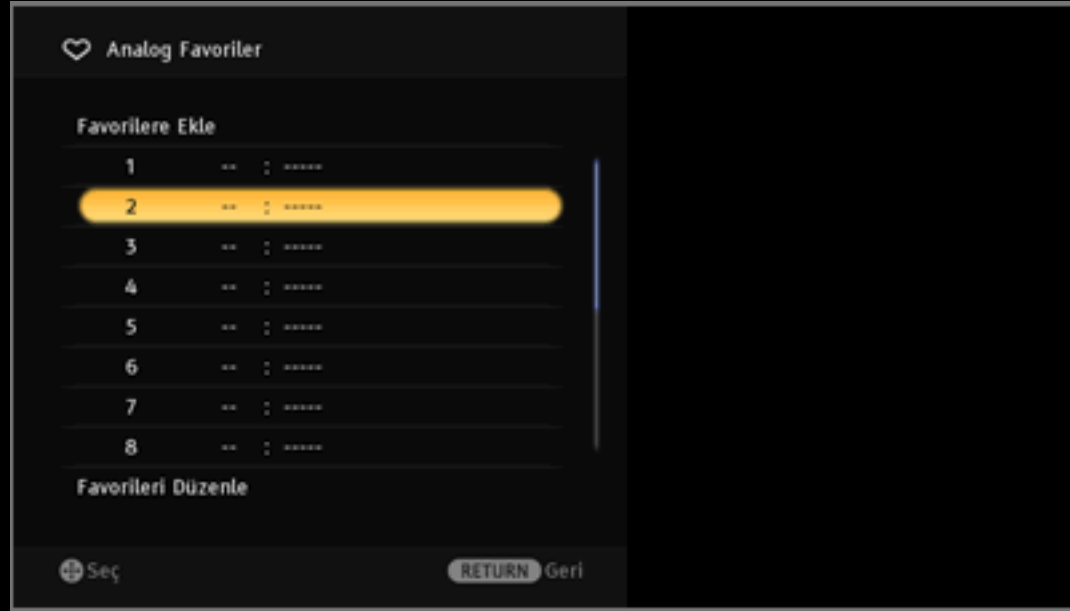 Analog Favoriler
Favorilere Ekle
1 -- : -----
2 -- : -----
3 -- : -----
4 -- : -----
5 -- : -----
6 -- : -----
7 -- : -----
8 -- : -----
Favorileri Düzenle
Seç RETURN Geri